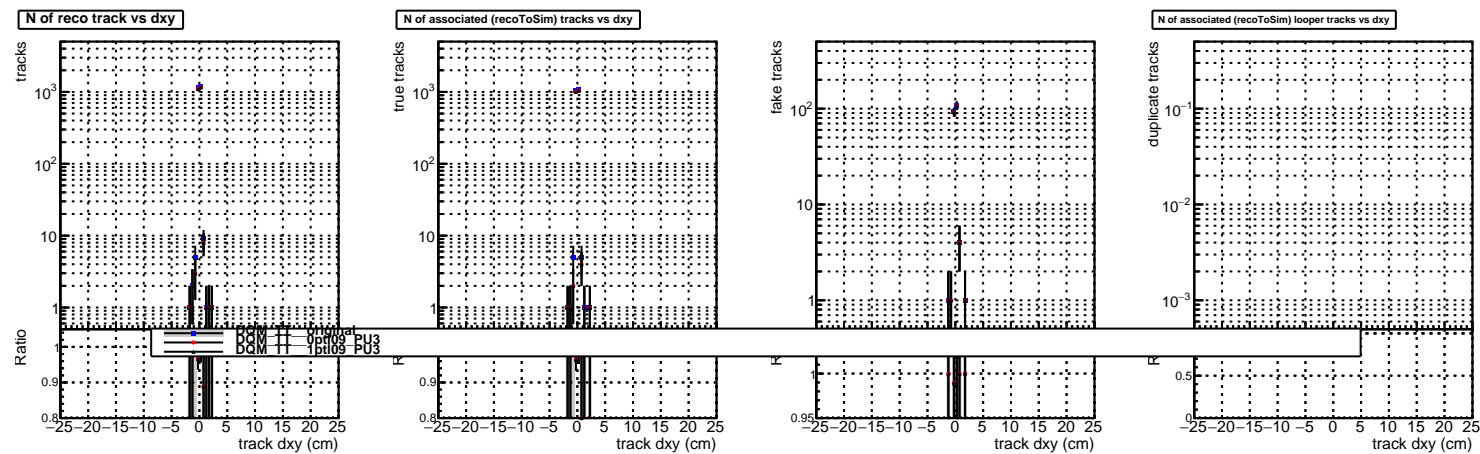 N of reco track vs dxy
N of associated (recoToSim) tracks vs dxy
N of associated (recoToSim) looper tracks vs dxy
tracks
10³
10²
10
1
Ratio
1
0.9
0.8
−25 −20 −15 −10 −5 0 5 10 15 20 25
track dxy (cm)
true tracks
10³
10²
10
1
0.9
0.8
−25 −20 −15 −10 −5 0 5 10 15 20 25
track dxy (cm)
fake tracks
10²
10
1
1
0.95
−25 −20 −15 −10 −5 0 5 10 15 20 25
track dxy (cm)
duplicate tracks
10⁻¹
10⁻²
10⁻³
0.5
0
−25 −20 −15 −10 −5 0 5 10 15 20 25
track dxy (cm)
DQM_TT__original
DQM_TT__0ptl09_PU3
DQM_TT__1ptl09_PU3